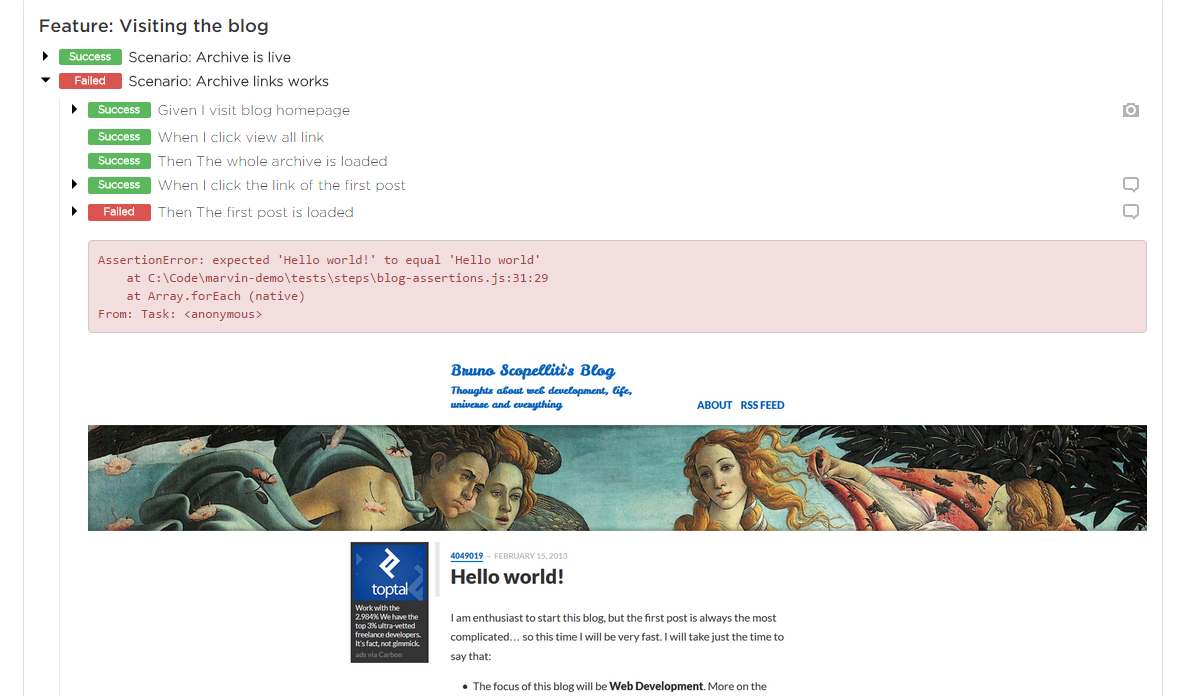 Feature: Visiting the blog
Success Scenario: Archive is live
Failed Scenario: Archive links works
Success Given I visit blog homepage
Success When I click view all link
Success Then The whole archive is loaded
Success When I click the link of the first post
Failed Then The first post is loaded
AssertionError: expected 'Hello world!' to equal 'Hello world'
at C:\Code\marvin-demo\tests\steps\blog-assertions.js:31:29
at Array.forEach (native)
From: Task: <anonymous>
Bruno Scopelliti's Blog
Thoughts about web development, life,
universe and everything
ABOUT RSS FEED
toptal
Work with the
2.984% We have the
top 3% ultra-vetted
freelance developers.
It's fact, not gimmick.
ads via Carbon
4049019 – FEBRUARY 15, 2013
Hello world!
I am enthusiast to start this blog, but the first post is always the most
complicated… so this time I will be very fast. I will take just the time to
say that:
• The focus of this blog will be Web Development. More on the